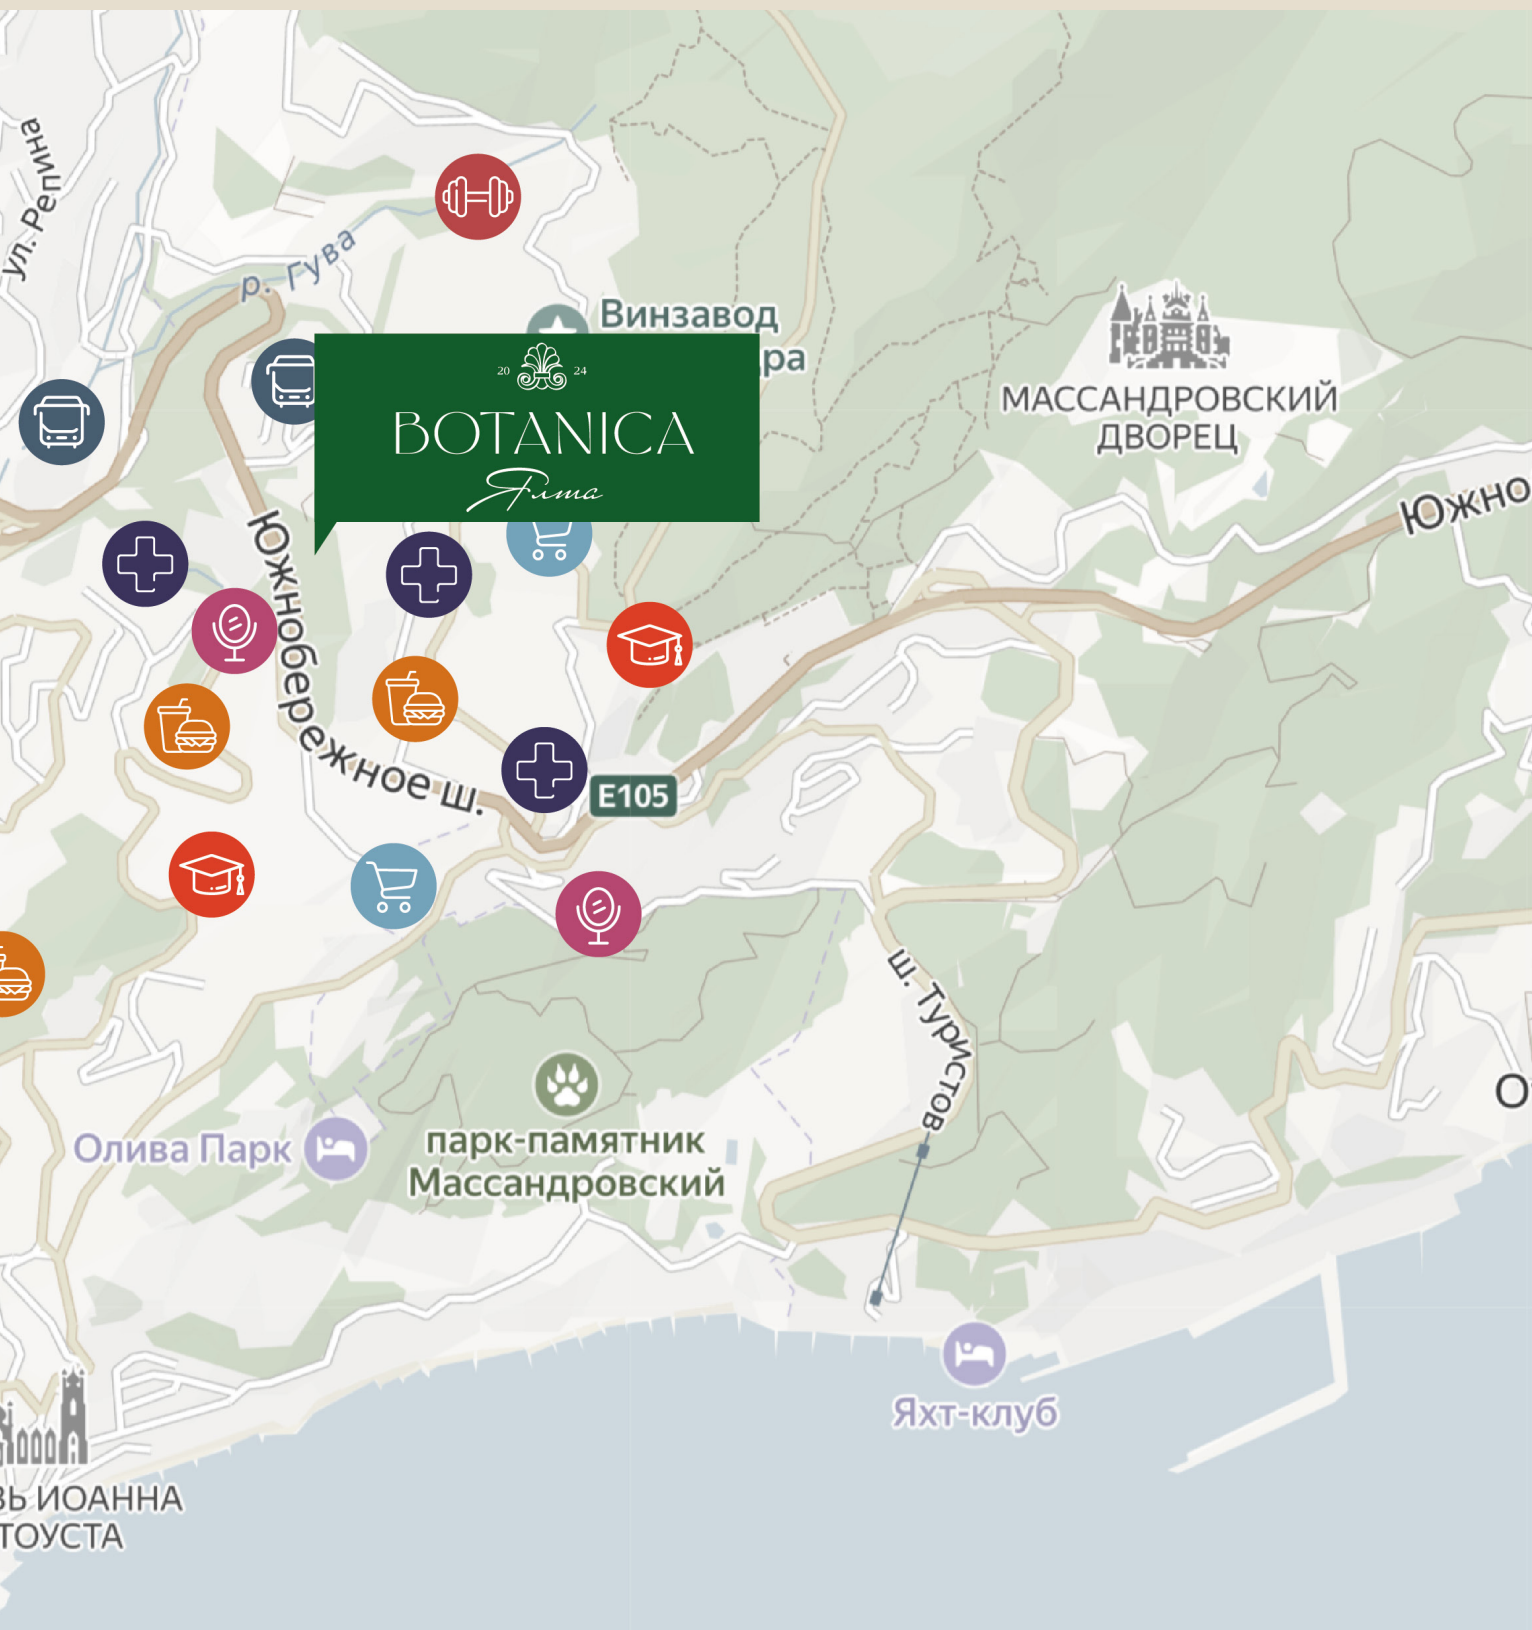 ул. Репина
р. Гува
Винзавод
ра
20 24
BOTANICA
Ялта
МАССАНДРОВСКИЙ
ДВОРЕЦ
Южно
Южнобережное ш.
E105
ш. Туристов
О
парк-памятник
Массандровский
Олива Парк
Яхт-клуб
ЗЬ ИОАННА
ТОУСТА